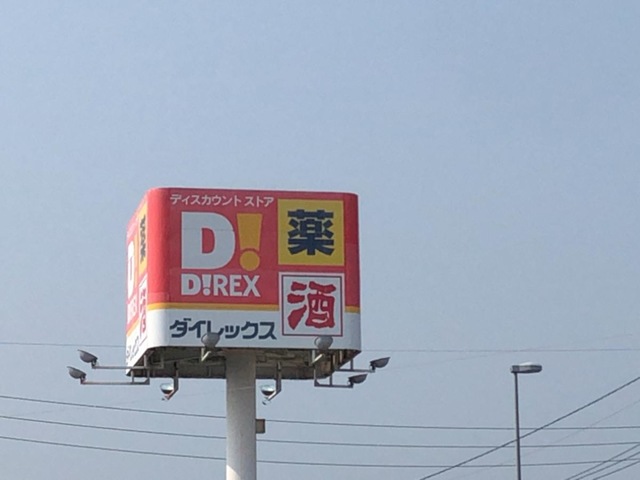 ディスカウント ストア
D!
D!REX
ダイレックス
薬
酒